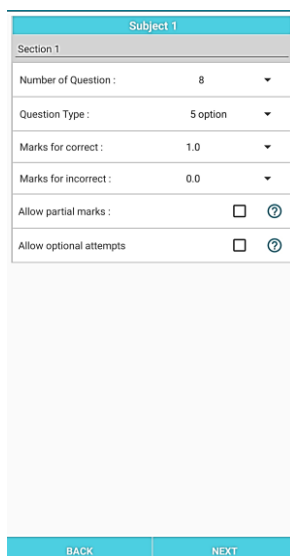 Subject 1
Section 1
Number of Question : 8
Question Type : 5 option
Marks for correct : 1.0
Marks for incorrect : 0.0
Allow partial marks :
Allow optional attempts
BACK NEXT